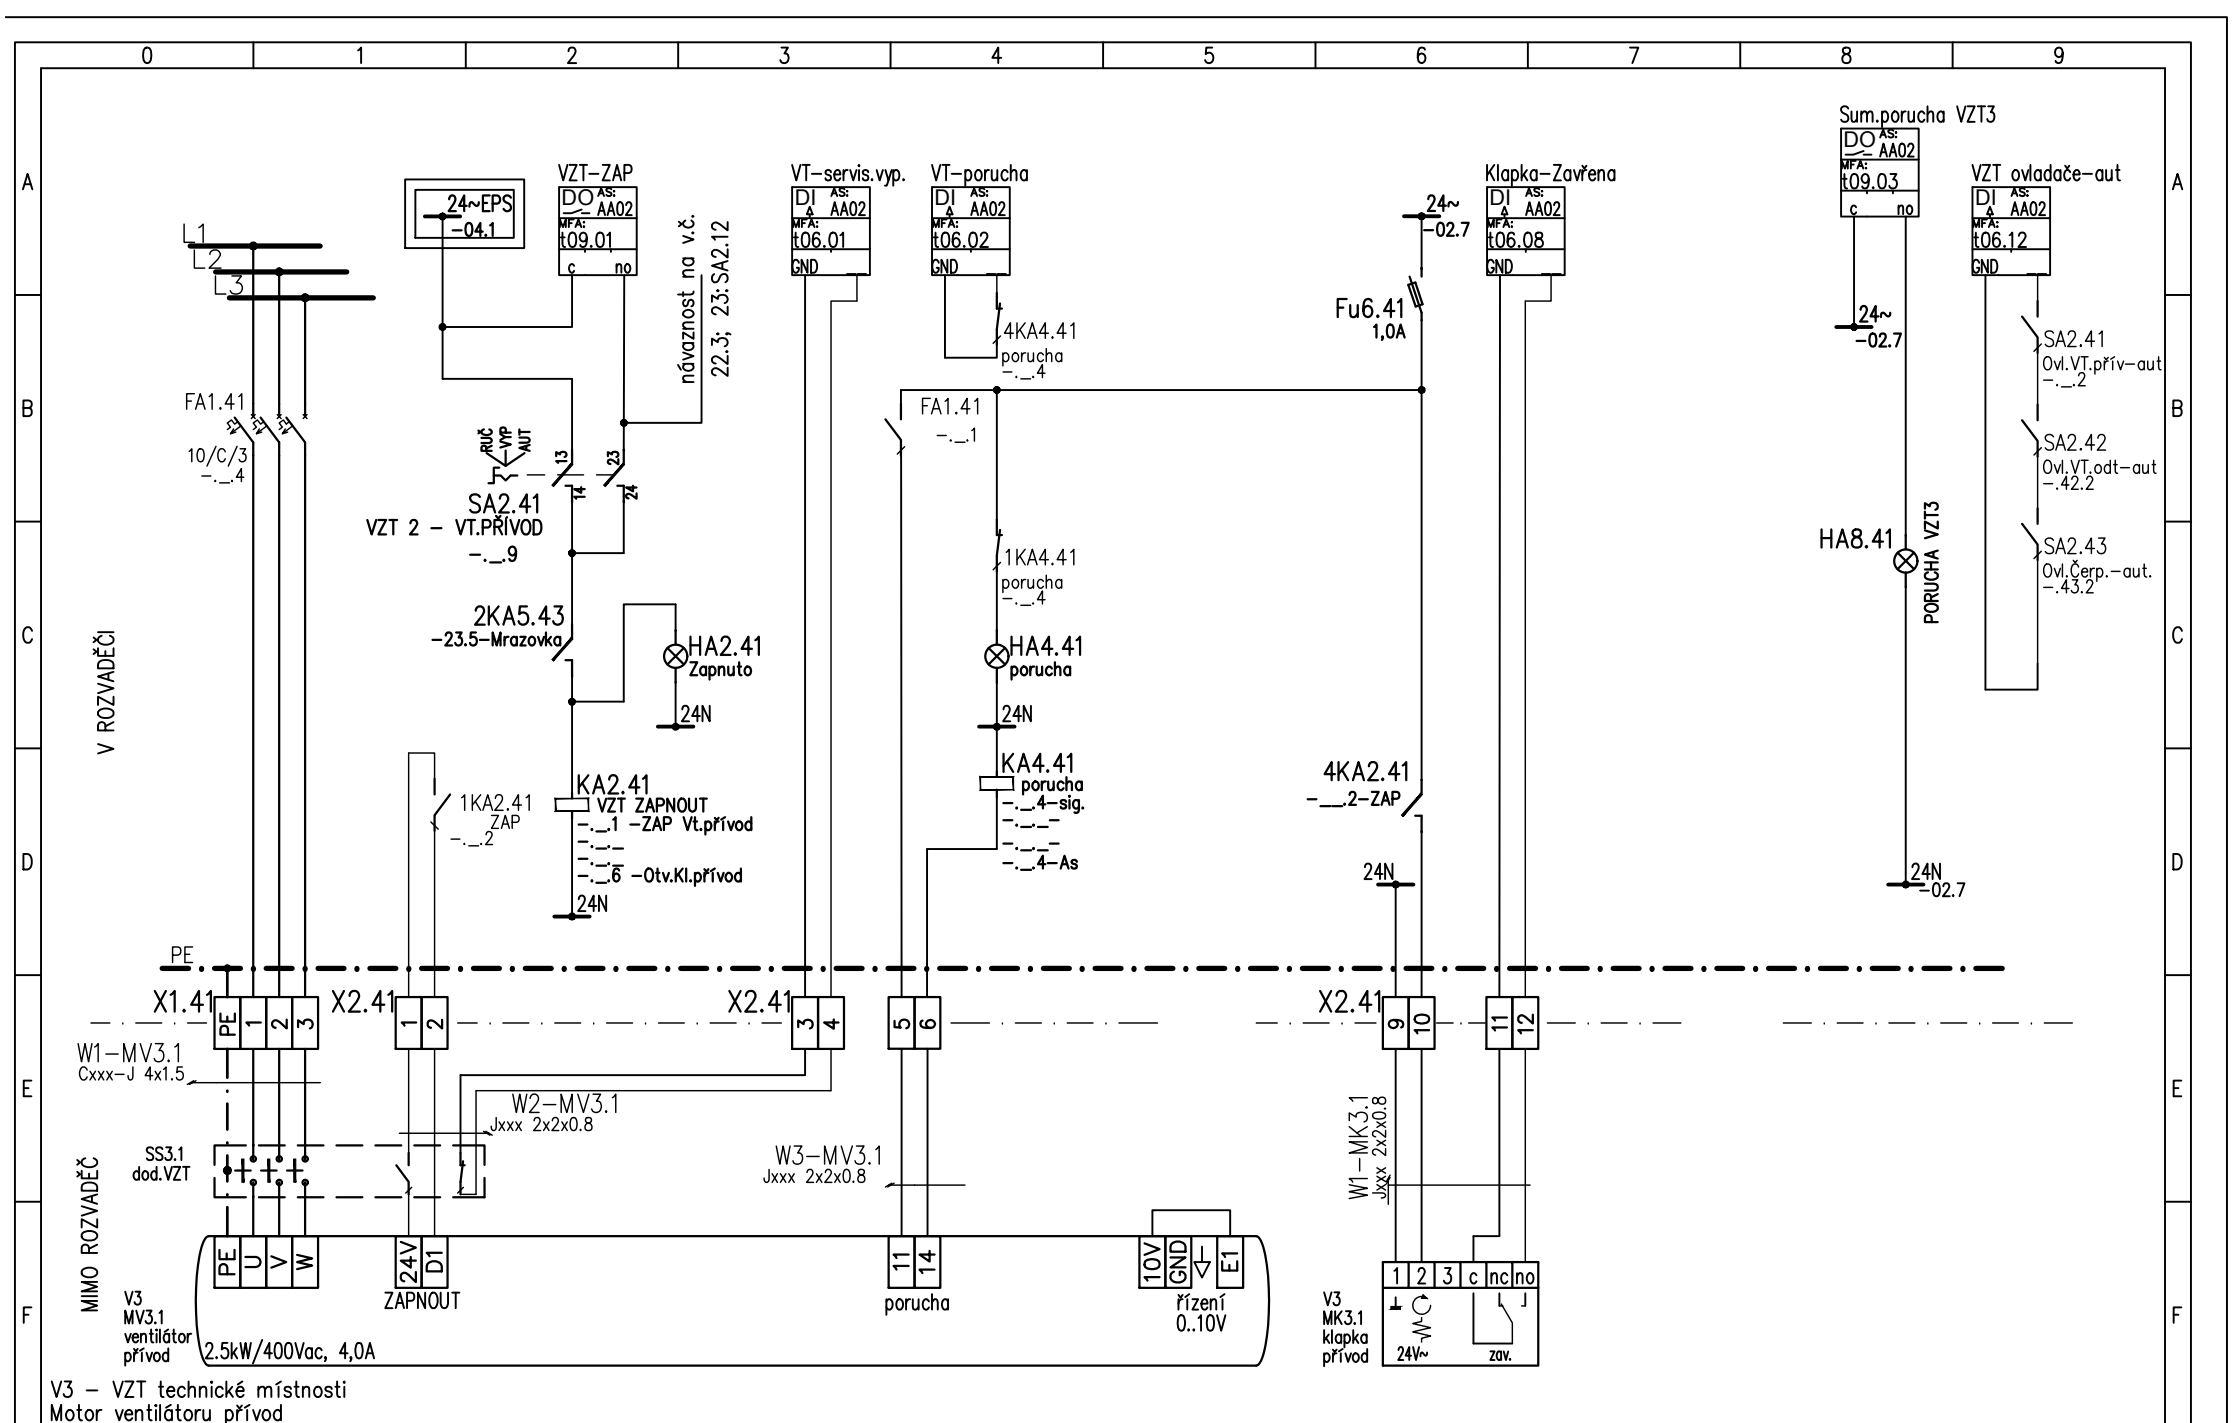 0 1 2 3 4 5 6 7 8 9
A
B
C
D
E
F
A
B
C
D
E
F
V ROZVADĚČI
MIMO ROZVADĚČ
L1
L2
L3
FA1.41
10/C/3
-._.4
24~EPS
-04.1
VZT-ZAP
DO AS:
AA02
MFA:
t09.01
c no
návaznost na v.č.
22.3; 23:SA2.12
RUČ
VYP
AUT
13
14
23
24
SA2.41
VZT 2 - VT.PŘÍVOD
-._.9
2KA5.43
-23.5-Mrazovka
HA2.41
Zapnuto
24N
1KA2.41
ZAP
-._.2
KA2.41
VZT ZAPNOUT
-._.1 -ZAP Vt.přívod
-._._
-._._
-._.6 -Otv.Kl.přívod
24N
VT-servis.vyp.
DI AS:
AA02
MFA:
t06.01
GND __
VT-porucha
DI AS:
AA02
MFA:
t06.02
GND __
4KA4.41
porucha
-._.4
FA1.41
-._.1
1KA4.41
porucha
-._.4
HA4.41
porucha
24N
KA4.41
porucha
-._.4-sig.
-._._-
-._._-
-._.4-As
24~
-02.7
Fu6.41
1,0A
4KA2.41
-__.2-ZAP
24N
Klapka-Zavřena
DI AS:
AA02
MFA:
t06.08
GND __
Sum.porucha VZT3
DO AS:
AA02
MFA:
t09.03
c no
24~
-02.7
HA8.41
PORUCHA VZT3
24N
-02.7
VZT ovladače-aut
DI AS:
AA02
MFA:
t06.12
GND __
SA2.41
Ovl.VT.přív-aut
-._.2
SA2.42
Ovl.VT.odt-aut
-.42.2
SA2.43
Ovl.Čerp.-aut.
-.43.2
PE
X1.41 PE 1 2 3
X2.41 1 2
X2.41 3 4
5 6
X2.41 9 10
11 12
W1-MV3.1
Cxxx-J 4x1.5
W2-MV3.1
Jxxx 2x2x0.8
W3-MV3.1
Jxxx 2x2x0.8
W1-MK3.1
Jxxx 2x2x0.8
SS3.1
dod.VZT
PE U V W
24V D1
ZAPNOUT
11 14
porucha
10V GND E1
řízení
0..10V
V3
MV3.1
ventilátor
přívod
2.5kW/400Vac, 4,0A
1 2 3 c nc no
24V~ zav.
V3
MK3.1
klapka
přívod
V3 - VZT technické místnosti
Motor ventilátoru přívod